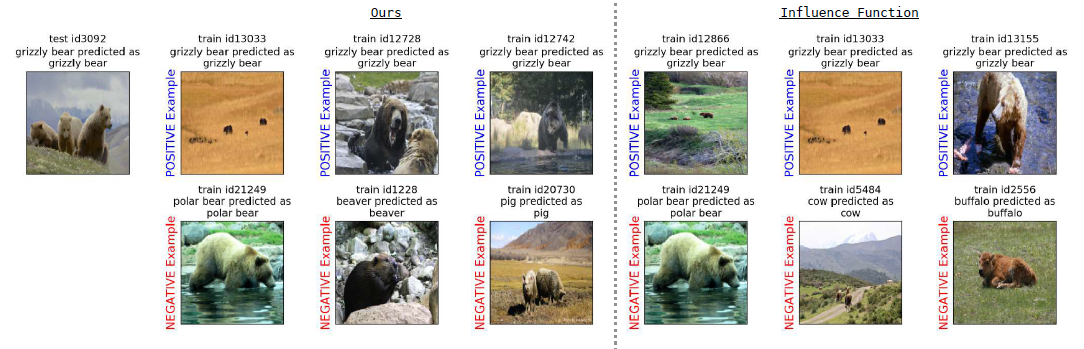 Ours
Influence Function
test id3092
grizzly bear predicted as
grizzly bear
train id13033
grizzly bear predicted as
grizzly bear
train id12728
grizzly bear predicted as
grizzly bear
train id12742
grizzly bear predicted as
grizzly bear
train id12866
grizzly bear predicted as
grizzly bear
train id13033
grizzly bear predicted as
grizzly bear
train id13155
grizzly bear predicted as
grizzly bear
POSITIVE Example
POSITIVE Example
POSITIVE Example
POSITIVE Example
POSITIVE Example
POSITIVE Example
train id21249
polar bear predicted as
polar bear
train id1228
beaver predicted as
beaver
train id20730
pig predicted as
pig
train id21249
polar bear predicted as
polar bear
train id5484
cow predicted as
cow
train id2556
buffalo predicted as
buffalo
NEGATIVE Example
NEGATIVE Example
NEGATIVE Example
NEGATIVE Example
NEGATIVE Example
NEGATIVE Example